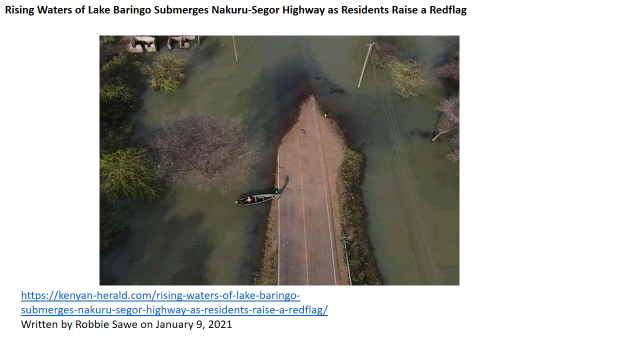 Rising Waters of Lake Baringo Submerges Nakuru-Segor Highway as Residents Raise a Redflag
https://kenyan-herald.com/rising-waters-of-lake-baringo-
submerges-nakuru-segor-highway-as-residents-raise-a-redflag/
Written by Robbie Sawe on January 9, 2021